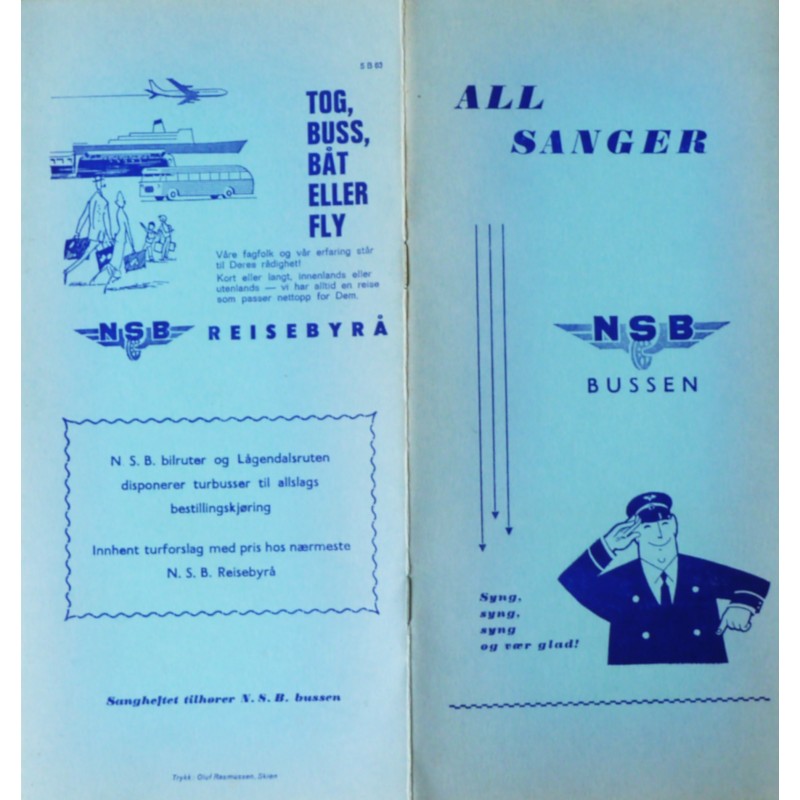 S D 63
TOG,
BUSS,
BÅT
ELLER
FLY
Våre fagfolk og vår erfaring står
til Deres rådighet!
Kort eller langt, innenlands eller
utenlands — vi har alltid en reise
som passer nettopp for Dem.
NSB REISEBYRÅ
N. S. B. bilruter og Lågendalsruten
disponerer turbusser til allslags
bestillingskjøring
Innhent turforslag med pris hos nærmeste
N. S. B. Reisebyrå
Sangheftet tilhører N. S. B. bussen
Trykk: Oluf Rasmussen, Skien
ALL
SANGER
NSB
BUSSEN
Syng,
syng,
syng
og vær glad!